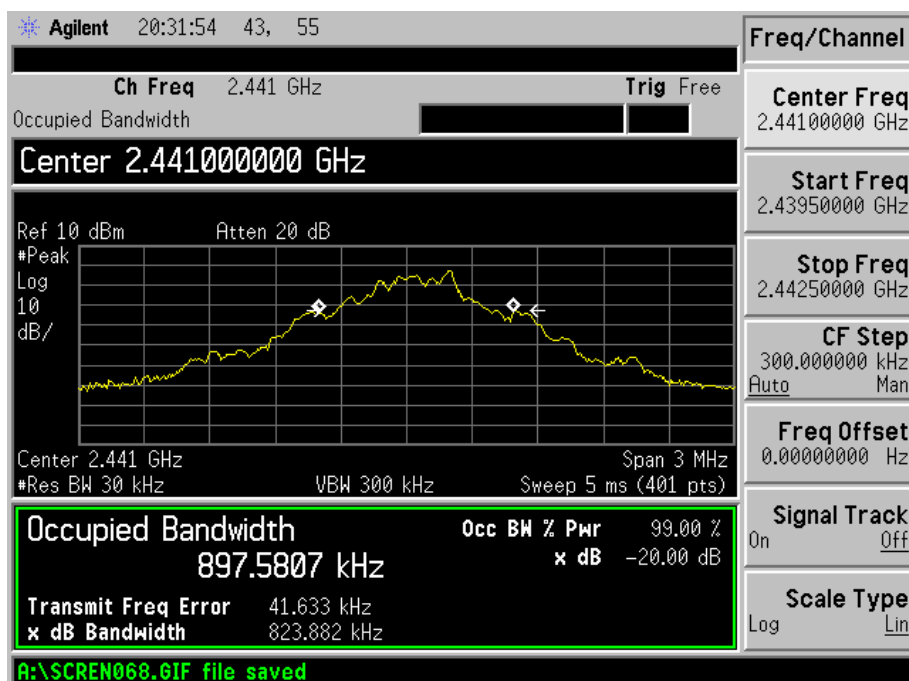 Agilent 20:31:54 43, 55
Ch Freq 2.441 GHz Trig Free
Occupied Bandwidth
Center 2.441000000 GHz
Ref 10 dBm Atten 20 dB
#Peak
Log
10
dB/
Center 2.441 GHz Span 3 MHz
#Res BW 30 kHz VBW 300 kHz Sweep 5 ms (401 pts)
Occupied Bandwidth Occ BW % Pwr 99.00 %
897.5807 kHz x dB -20.00 dB
Transmit Freq Error 41.633 kHz
x dB Bandwidth 823.882 kHz
A:\SCREN068.GIF file saved
Freq/Channel
Center Freq
2.44100000 GHz
Start Freq
2.43950000 GHz
Stop Freq
2.44250000 GHz
CF Step
300.000000 kHz
Auto Man
Freq Offset
0.00000000 Hz
Signal Track
On Off
Scale Type
Log Lin